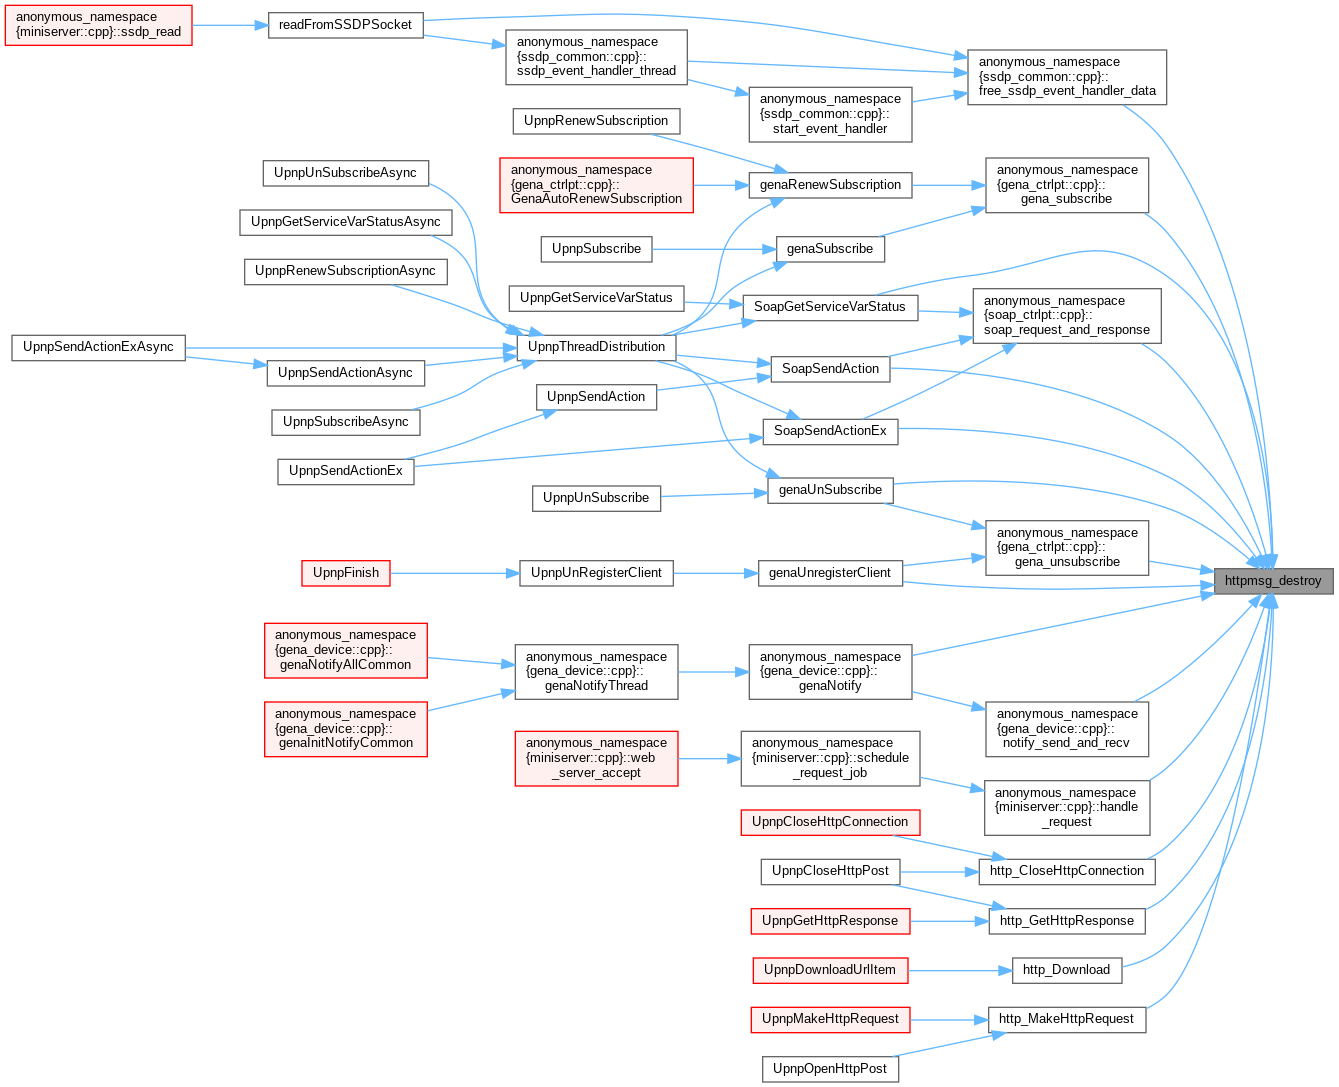 anonymous_namespace
{miniserver::cpp}::ssdp_read
readFromSSDPSocket
anonymous_namespace
{ssdp_common::cpp}::
ssdp_event_handler_thread
anonymous_namespace
{ssdp_common::cpp}::
free_ssdp_event_handler_data
anonymous_namespace
{ssdp_common::cpp}::
start_event_handler
UpnpRenewSubscription
UpnpUnSubscribeAsync
anonymous_namespace
{gena_ctrlpt::cpp}::
GenaAutoRenewSubscription
genaRenewSubscription
anonymous_namespace
{gena_ctrlpt::cpp}::
gena_subscribe
UpnpGetServiceVarStatusAsync
UpnpSubscribe
genaSubscribe
UpnpRenewSubscriptionAsync
UpnpGetServiceVarStatus
SoapGetServiceVarStatus
anonymous_namespace
{soap_ctrlpt::cpp}::
soap_request_and_response
UpnpSendActionExAsync
UpnpThreadDistribution
UpnpSendActionAsync
SoapSendAction
UpnpSendAction
UpnpSubscribeAsync
SoapSendActionEx
UpnpSendActionEx
UpnpUnSubscribe
genaUnSubscribe
anonymous_namespace
{gena_ctrlpt::cpp}::
gena_unsubscribe
UpnpFinish
UpnpUnRegisterClient
genaUnregisterClient
httpmsg_destroy
anonymous_namespace
{gena_device::cpp}::
genaNotifyAllCommon
anonymous_namespace
{gena_device::cpp}::
genaNotifyThread
anonymous_namespace
{gena_device::cpp}::
genaNotify
anonymous_namespace
{gena_device::cpp}::
genaInitNotifyCommon
anonymous_namespace
{gena_device::cpp}::
notify_send_and_recv
anonymous_namespace
{miniserver::cpp}::web
_server_accept
anonymous_namespace
{miniserver::cpp}::schedule
_request_job
anonymous_namespace
{miniserver::cpp}::handle
_request
UpnpCloseHttpConnection
UpnpCloseHttpPost
http_CloseHttpConnection
UpnpGetHttpResponse
http_GetHttpResponse
UpnpDownloadUrlItem
http_Download
UpnpMakeHttpRequest
http_MakeHttpRequest
UpnpOpenHttpPost